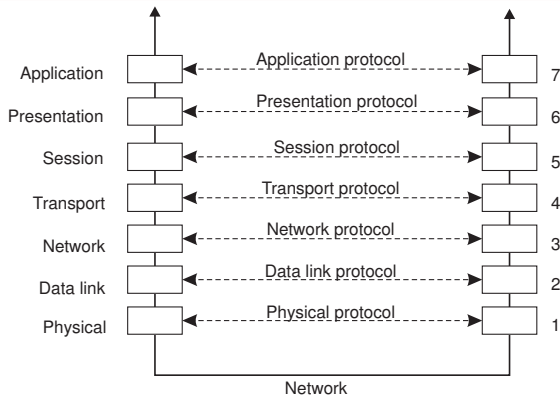 Application Application protocol 7
Presentation Presentation protocol 6
Session Session protocol 5
Transport Transport protocol 4
Network Network protocol 3
Data link Data link protocol 2
Physical Physical protocol 1
Network